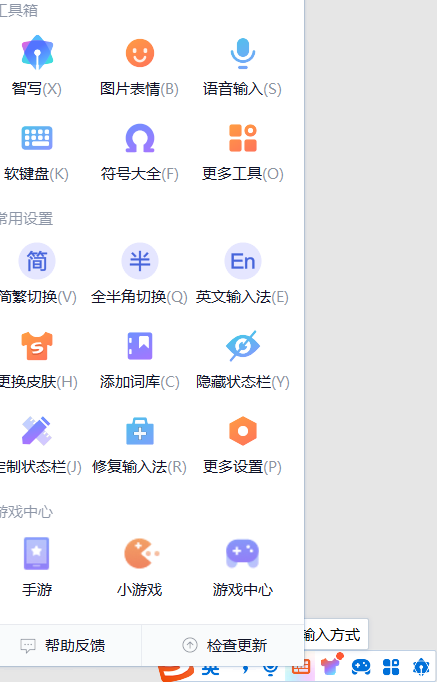 工具箱
智写(X) 图片表情(B) 语音输入(S)
软键盘(K) 符号大全(F) 更多工具(O)
常用设置
简 半 En
简繁切换(V) 全半角切换(Q) 英文输入法(E)
更换皮肤(H) 添加词库(C) 隐藏状态栏(Y)
定制状态栏(J) 修复输入法(R) 更多设置(P)
游戏中心
手游 小游戏 游戏中心
帮助反馈 检查更新
输入方式
英